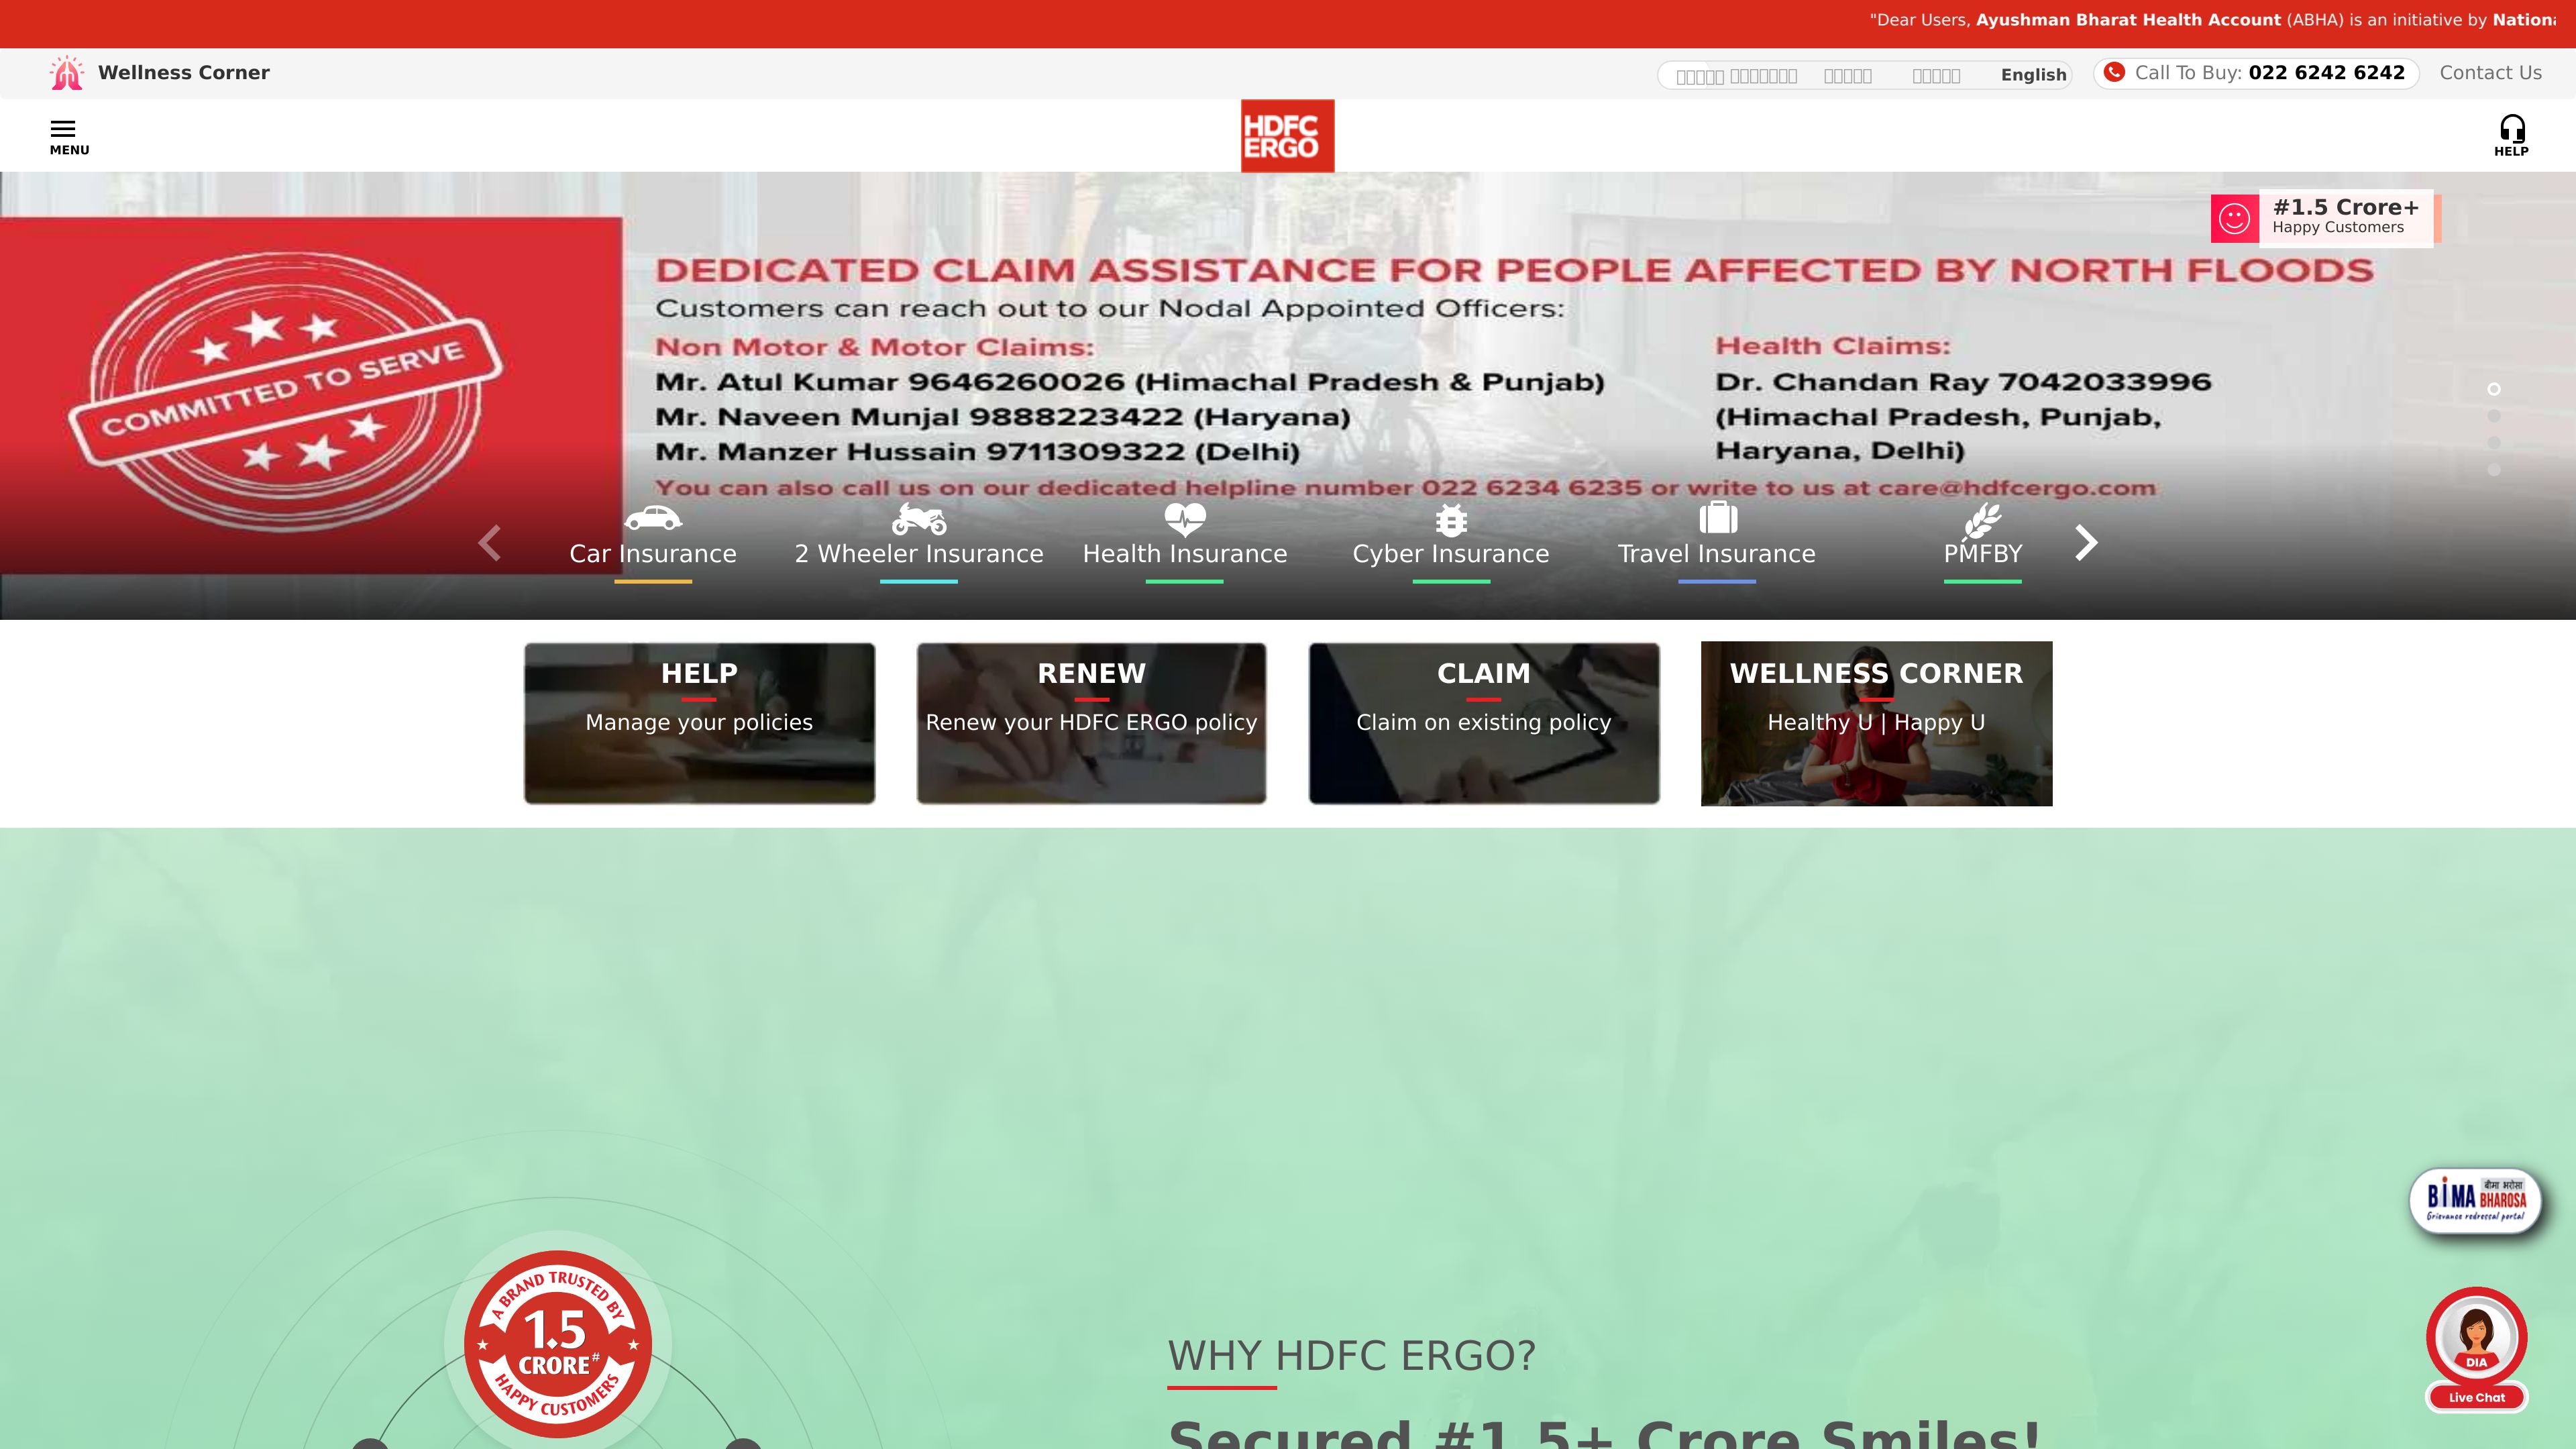 "Dear Users, Ayushman Bharat Health Account (ABHA) is an initiative by
Wellness Corner
English
Call To Buy: 022 6242 6242
Contact Us
MENU
HDFC
ERGO
HELP
#1.5 Crore+
Happy Customers
COMMITTED TO SERVE
DEDICATED CLAIM ASSISTANCE FOR PEOPLE AFFECTED BY NORTH FLOODS
Customers can reach out to our Nodal Appointed Officers:
Non Motor & Motor Claims:
Mr. Atul Kumar 9646260026 (Himachal Pradesh & Punjab)
Mr. Naveen Munjal 9888223422 (Haryana)
Mr. Manzer Hussain 9711309322 (Delhi)
Health Claims:
Dr. Chandan Ray 7042033996
(Himachal Pradesh, Punjab,
Haryana, Delhi)
You can also call us on our dedicated helpline number 022 6234 6235 or write to us at care@hdfcergo.com
Car Insurance
2 Wheeler Insurance
Health Insurance
Cyber Insurance
Travel Insurance
PMFBY
HELP
Manage your policies
RENEW
Renew your HDFC ERGO policy
CLAIM
Claim on existing policy
WELLNESS CORNER
Healthy U | Happy U
BIMA
बीमा भरोसा
BHAROSA
Grievance redressal portal
A BRAND TRUSTED BY
1.5
CRORE#
HAPPY CUSTOMERS
DIA
Live Chat
WHY HDFC ERGO?
Secured #1.5+ Crore Smiles!